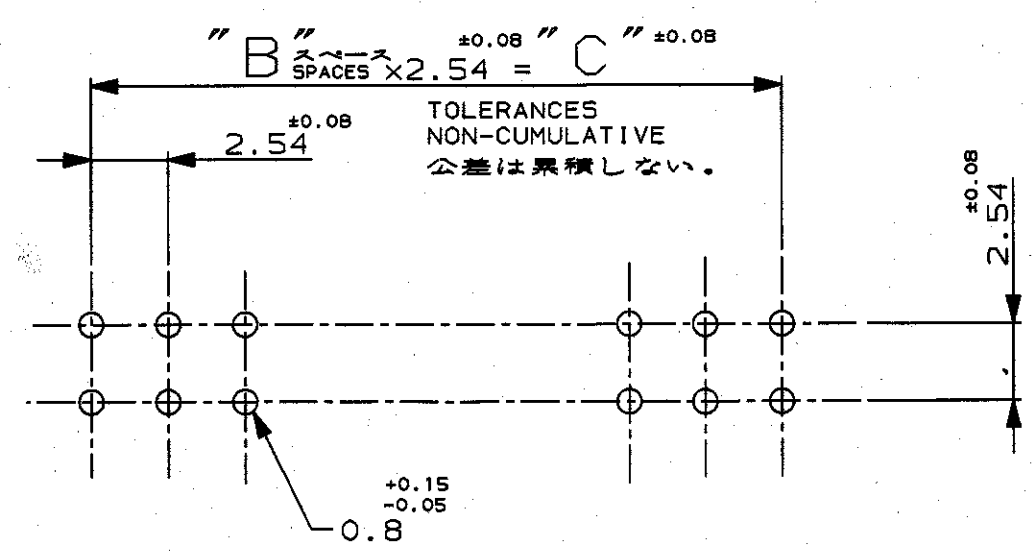 "B" スペース SPACES ×2.54 ±0.08 = "C" ±0.08
TOLERANCES
NON-CUMULATIVE
公差は累積しない。
2.54 ±0.08
2.54 ±0.08
0.8 +0.15 -0.05